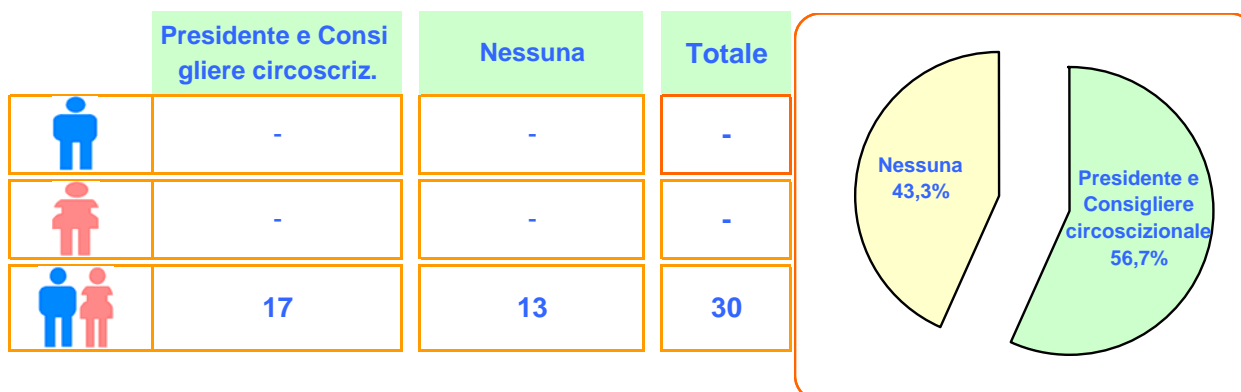 Presidente e Consi
gliere circoscriz.
Nessuna
Totale
-
-
-
-
-
-
17
13
30
Nessuna
43,3%
Presidente e
Consigliere
circoscizionale
56,7%